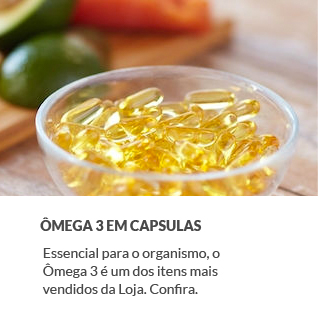 ÔMEGA 3 EM CAPSULAS
Essencial para o organismo, o
Ômega 3 é um dos itens mais
vendidos da Loja. Confira.